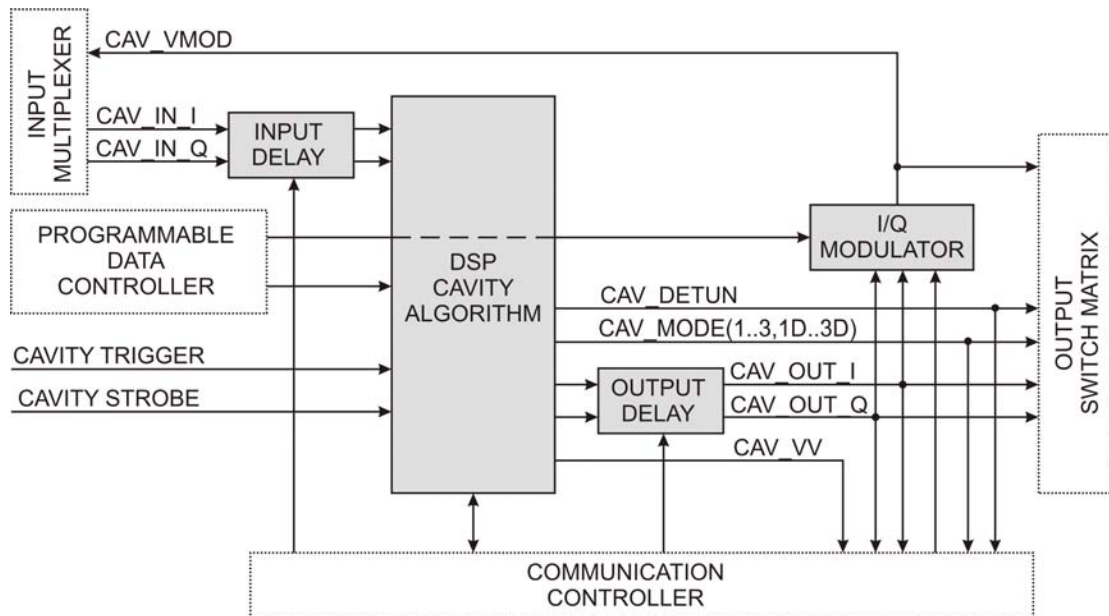 CAV_VMOD
INPUT
MULTIPLEXER
CAV_IN_I
CAV_IN_Q
INPUT
DELAY
PROGRAMMABLE
DATA
CONTROLLER
DSP
CAVITY
ALGORITHM
I/Q
MODULATOR
CAV_DETUN
CAV_MODE(1..3,1D..3D)
OUTPUT
SWITCH MATRIX
CAVITY TRIGGER
CAVITY STROBE
OUTPUT
DELAY
CAV_OUT_I
CAV_OUT_Q
CAV_VV
COMMUNICATION
CONTROLLER